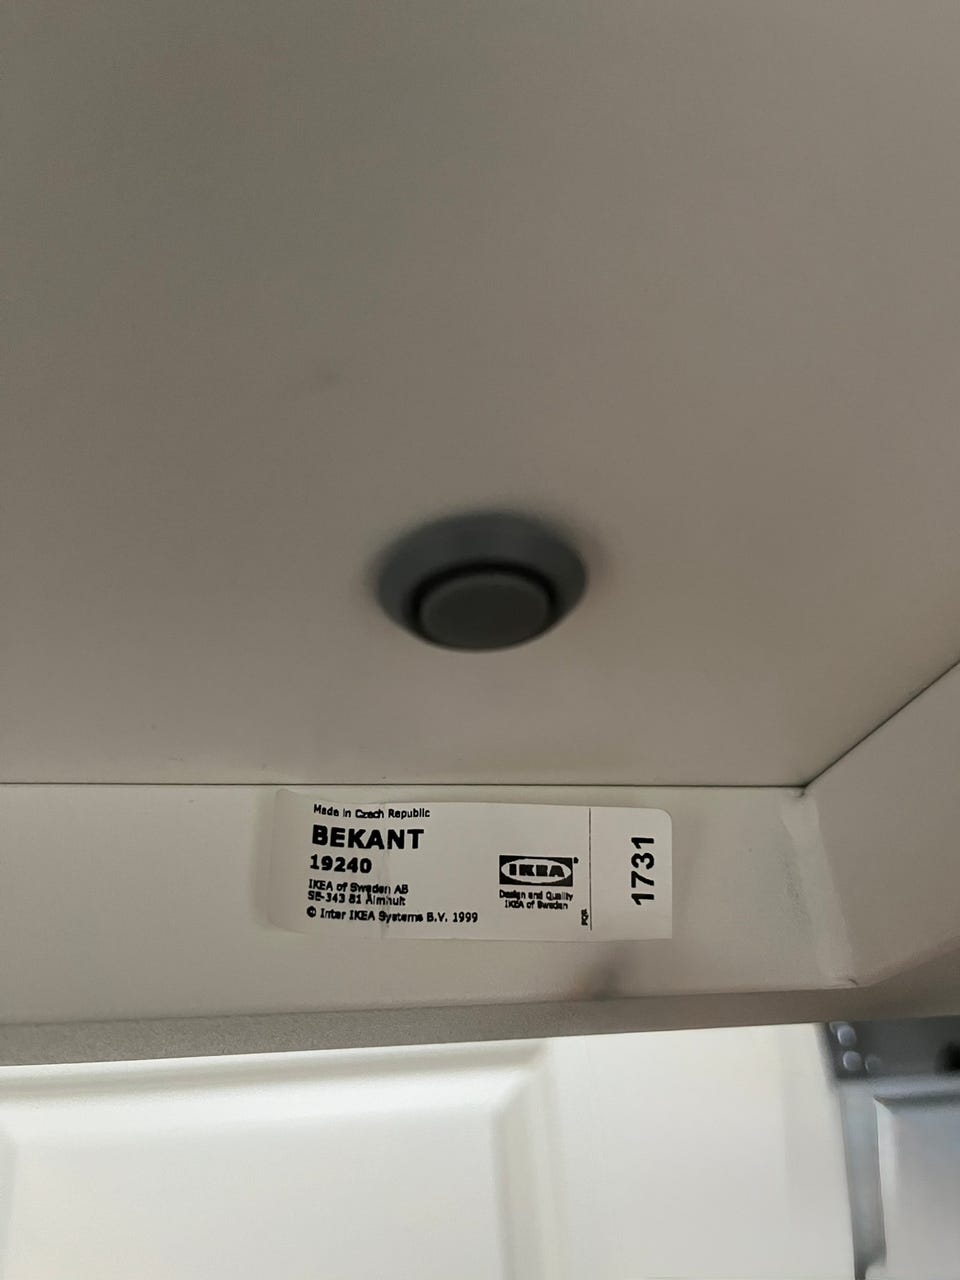 Made in Czech Republic
BEKANT
19240
IKEA of Sweden AB
SE-343 81 Älmhult
© Inter IKEA Systems B.V. 1999
IKEA®
Design and Quality
IKEA of Sweden
1731